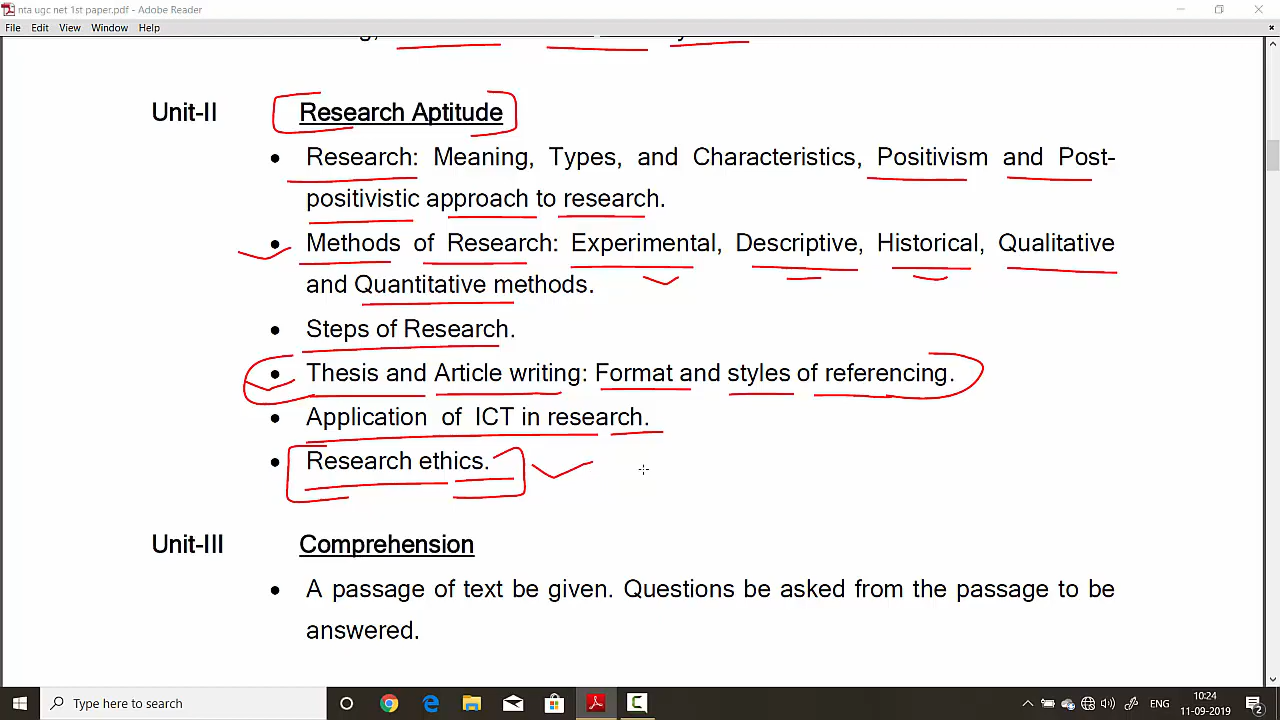 nta ugc net 1st paper.pdf - Adobe Reader
File Edit View Window Help
Unit-II Research Aptitude
• Research: Meaning, Types, and Characteristics, Positivism and Post-
positivistic approach to research.
• Methods of Research: Experimental, Descriptive, Historical, Qualitative
and Quantitative methods.
• Steps of Research.
• Thesis and Article writing: Format and styles of referencing.
• Application of ICT in research.
• Research ethics.
Unit-III Comprehension
• A passage of text be given. Questions be asked from the passage to be
answered.
Type here to search
ENG
10:24
11-09-2019
2